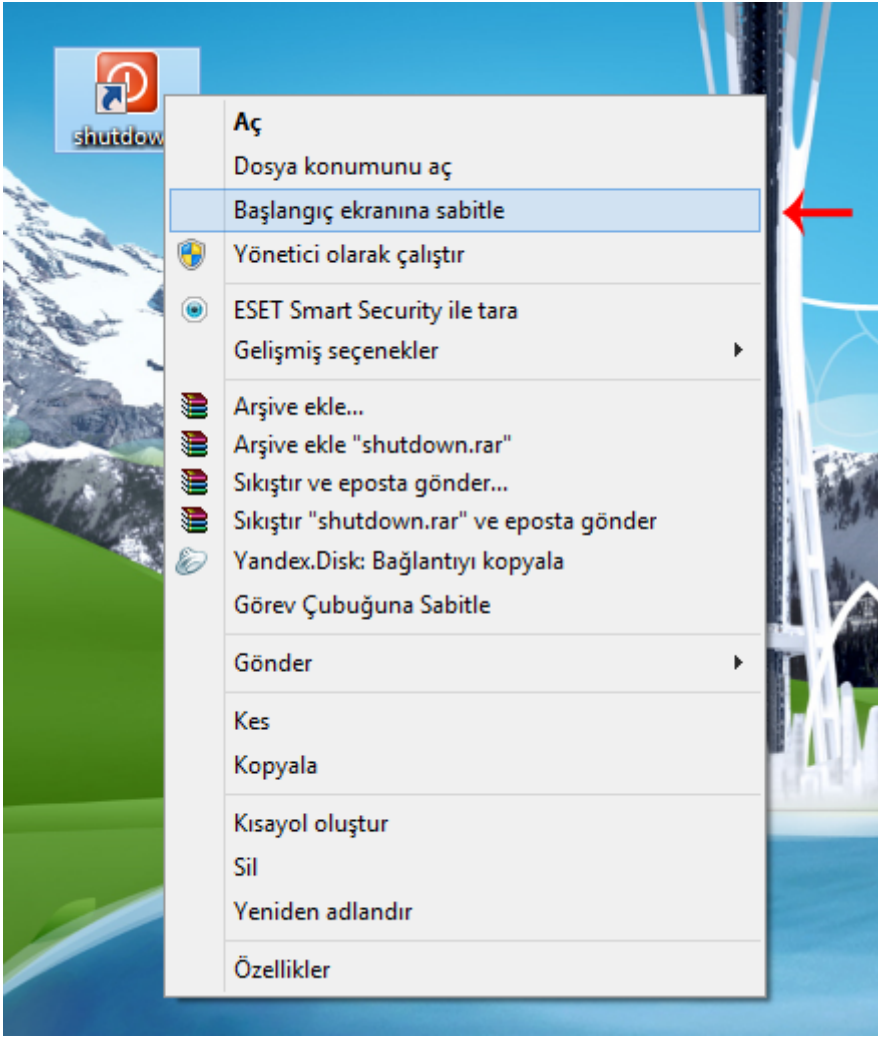 shutdow
Aç
Dosya konumunu aç
Başlangıç ekranına sabitle
Yönetici olarak çalıştır
ESET Smart Security ile tara
Gelişmiş seçenekler
Arşive ekle...
Arşive ekle "shutdown.rar"
Sıkıştır ve eposta gönder...
Sıkıştır "shutdown.rar" ve eposta gönder
Yandex.Disk: Bağlantıyı kopyala
Görev Çubuğuna Sabitle
Gönder
Kes
Kopyala
Kısayol oluştur
Sil
Yeniden adlandır
Özellikler